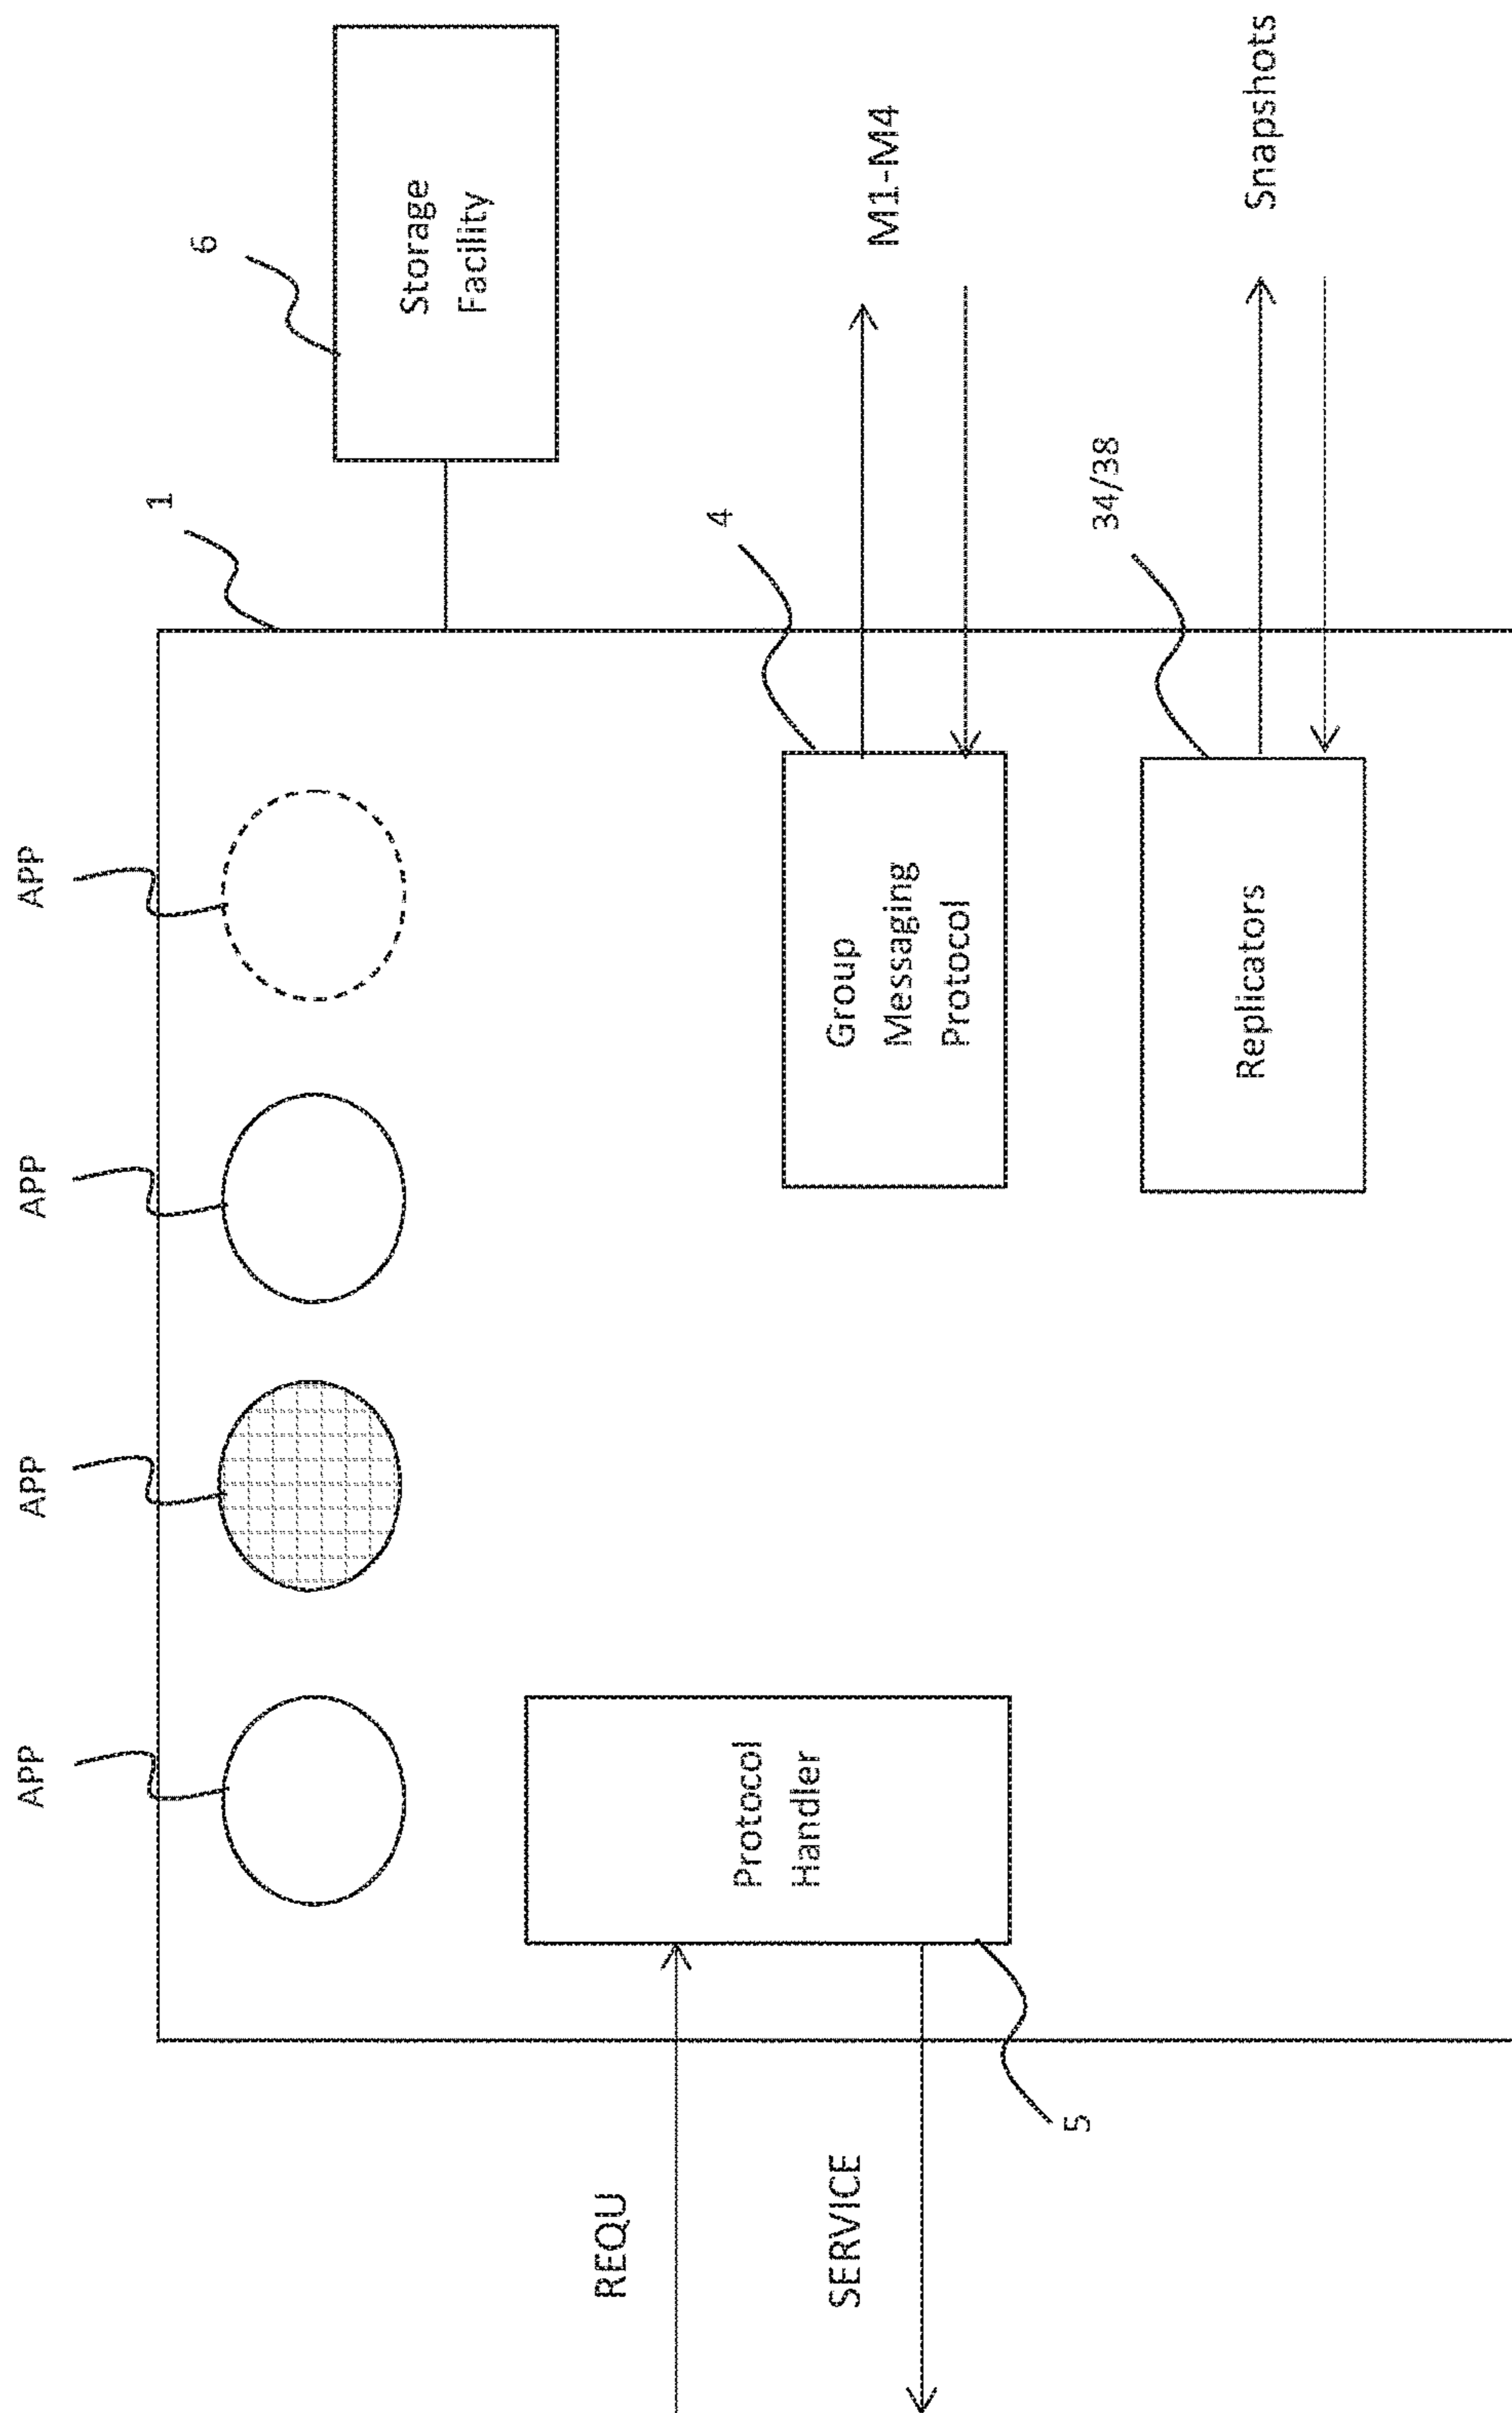 APP
APP
APP
APP
1
6
Storage
Facility
REQU
SERVICE
Protocol
Handler
5
4
Group
Messaging
Protocol
M1-M4
34/38
Replicators
Snapshots